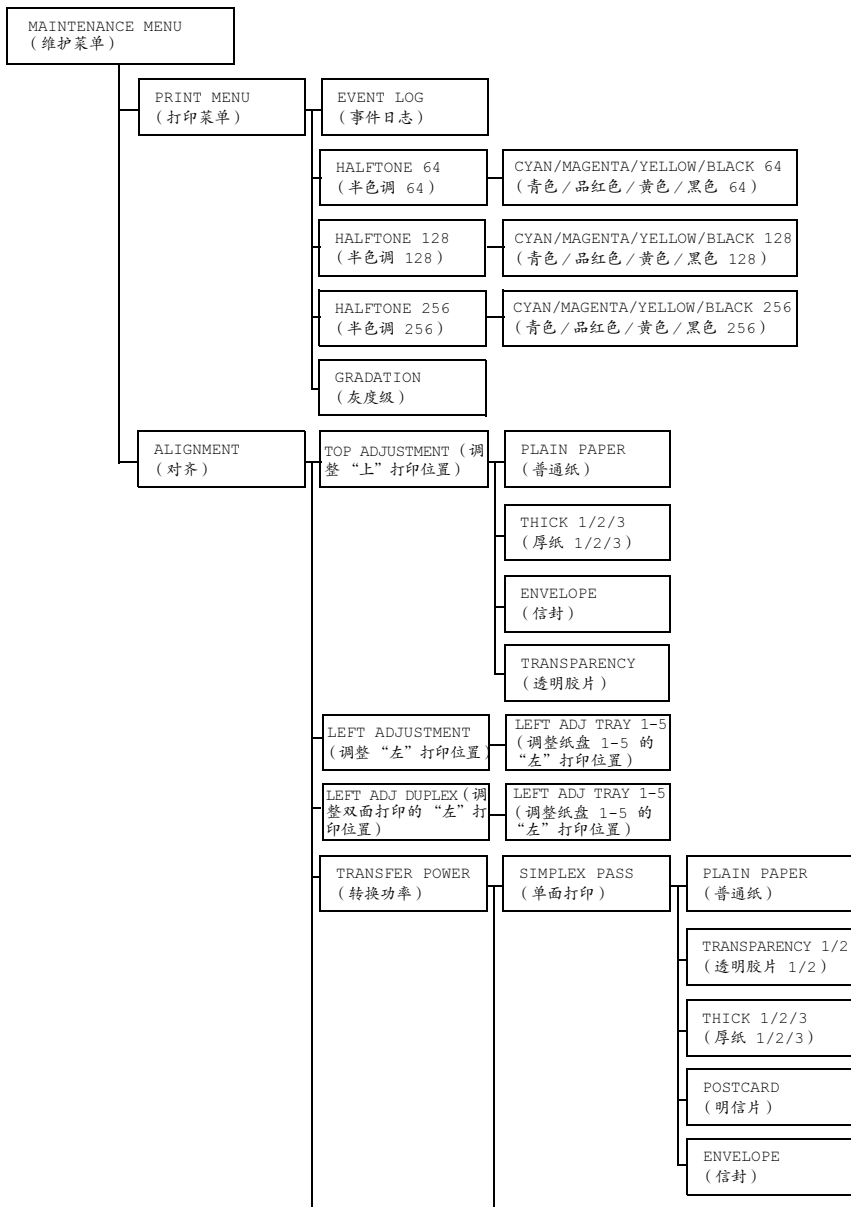 MAINTENANCE MENU
（维护菜单）
PRINT MENU
（打印菜单）
EVENT LOG
（事件日志）
HALFTONE 64
（半色调 64）
CYAN/MAGENTA/YELLOW/BLACK 64
（青色／品红色／黄色／黑色 64）
HALFTONE 128
（半色调 128）
CYAN/MAGENTA/YELLOW/BLACK 128
（青色／品红色／黄色／黑色 128）
HALFTONE 256
（半色调 256）
CYAN/MAGENTA/YELLOW/BLACK 256
（青色／品红色／黄色／黑色 256）
GRADATION
（灰度级）
ALIGNMENT
（对齐）
TOP ADJUSTMENT（调
整 “上”打印位置）
PLAIN PAPER
（普通纸）
THICK 1/2/3
（厚纸 1/2/3）
ENVELOPE
（信封）
TRANSPARENCY
（透明胶片）
LEFT ADJUSTMENT
（调整 “左”打印位置）
LEFT ADJ TRAY 1-5
（调整纸盘 1-5 的
“左”打印位置）
LEFT ADJ DUPLEX（调
整双面打印的 “左”打
印位置）
LEFT ADJ TRAY 1-5
（调整纸盘 1-5 的
“左”打印位置）
TRANSFER POWER
（转换功率）
SIMPLEX PASS
（单面打印）
PLAIN PAPER
（普通纸）
TRANSPARENCY 1/2
（透明胶片 1/2）
THICK 1/2/3
（厚纸 1/2/3）
POSTCARD
（明信片）
ENVELOPE
（信封）